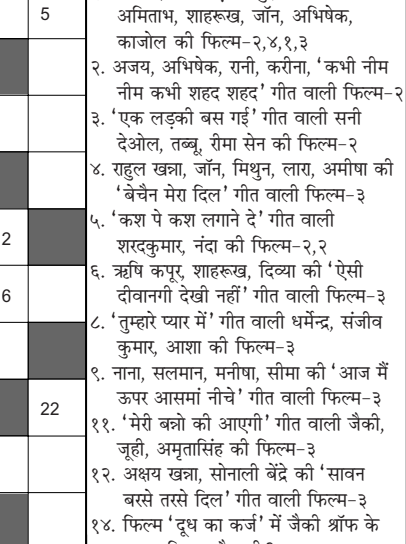 5
अमिताभ, शाहरूख, जॉन, अभिषेक,
काजोल की फिल्म-२,४,१,३
२. अजय, अभिषेक, रानी, करीना, 'कभी नीम
नीम कभी शहद शहद' गीत वाली फिल्म-२
३. 'एक लड़की बस गई' गीत वाली सनी
देओल, तब्बू, रीमा सेन की फिल्म-२
४. राहुल खन्ना, जॉन, मिथुन, लारा, अमीषा की
'बेचैन मेरा दिल' गीत वाली फिल्म-३
2
५. 'कश पे कश लगाने दे' गीत वाली
शरदकुमार, नंदा की फिल्म-२,२
6
६. ऋषि कपूर, शाहरूख, दिव्या की 'ऐसी
दीवानगी देखी नहीं' गीत वाली फिल्म-३
८. 'तुम्हारे प्यार में' गीत वाली धर्मेन्द्र, संजीव
कुमार, आशा की फिल्म-३
९. नाना, सलमान, मनीषा, सीमा की 'आज मैं
ऊपर आसमां नीचे' गीत वाली फिल्म-३
22
११. 'मेरी बन्नो की आएगी' गीत वाली जैकी,
जूही, अमृतासिंह की फिल्म-३
१२. अक्षय खन्ना, सोनाली बेंद्रे की 'सावन
बरसे तरसे दिल' गीत वाली फिल्म-३
१४. फिल्म 'दूध का कर्ज' में जैकी श्रॉफ के